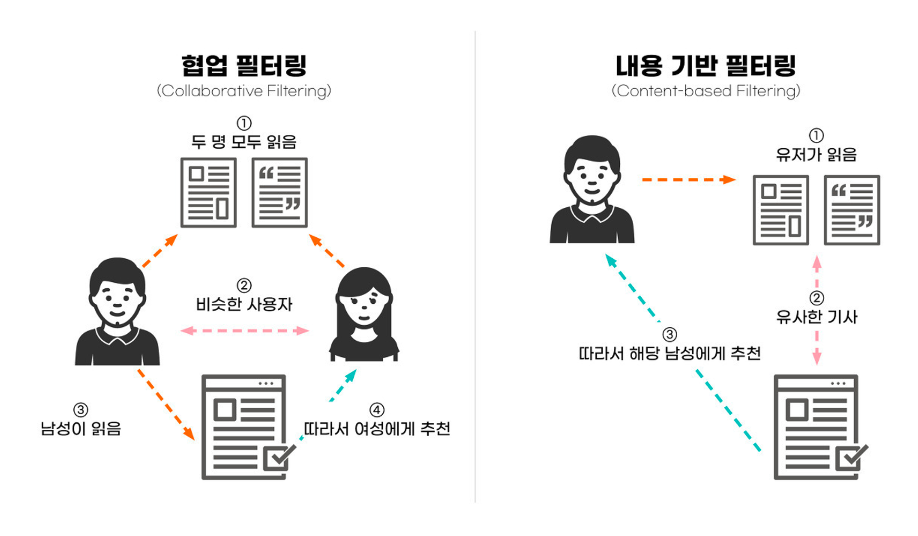 협업 필터링
(Collaborative Filtering)
①
두 명 모두 읽음
②
비슷한 사용자
③
남성이 읽음
④
따라서 여성에게 추천
내용 기반 필터링
(Content-based Filtering)
①
유저가 읽음
②
유사한 기사
③
따라서 해당 남성에게 추천